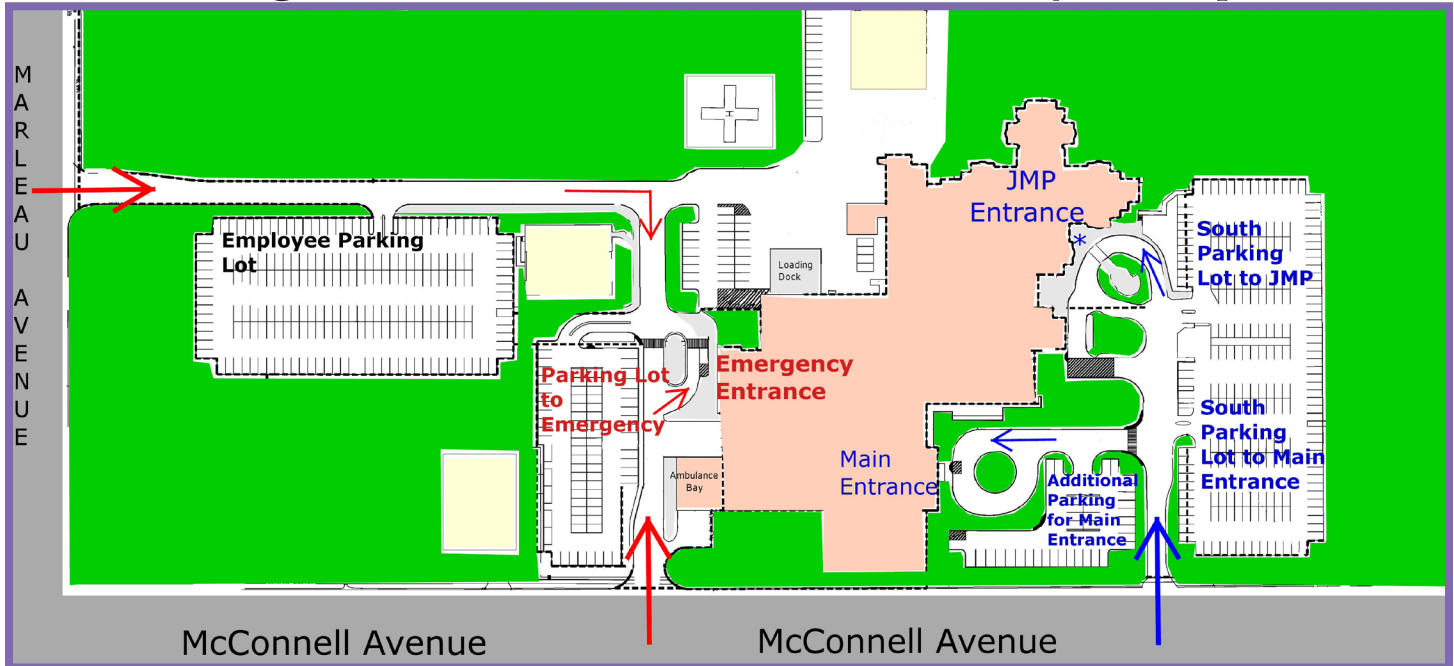 MARLEAU AVENUE
JMP
Entrance
*
Employee Parking
Lot
South
Parking
Lot to JMP
Loading
Dock
H
Emergency
Entrance
Parking Lot
to
Emergency
South
Parking
Lot to Main
Entrance
Main
Entrance
Ambulance
Bay
Additional
Parking
for Main
Entrance
McConnell Avenue
McConnell Avenue